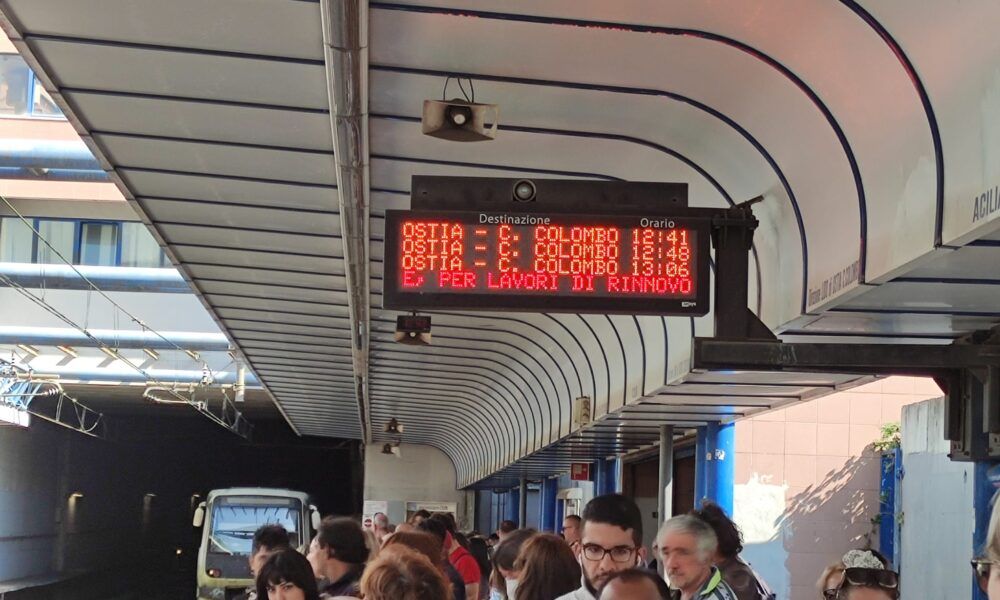 Destinazione Orario
OSTIA - C. COLOMBO 12:41
OSTIA - C. COLOMBO 12:48
OSTIA - C. COLOMBO 13:06
E, PER LAVORI DI RINNOVO
ACILIA